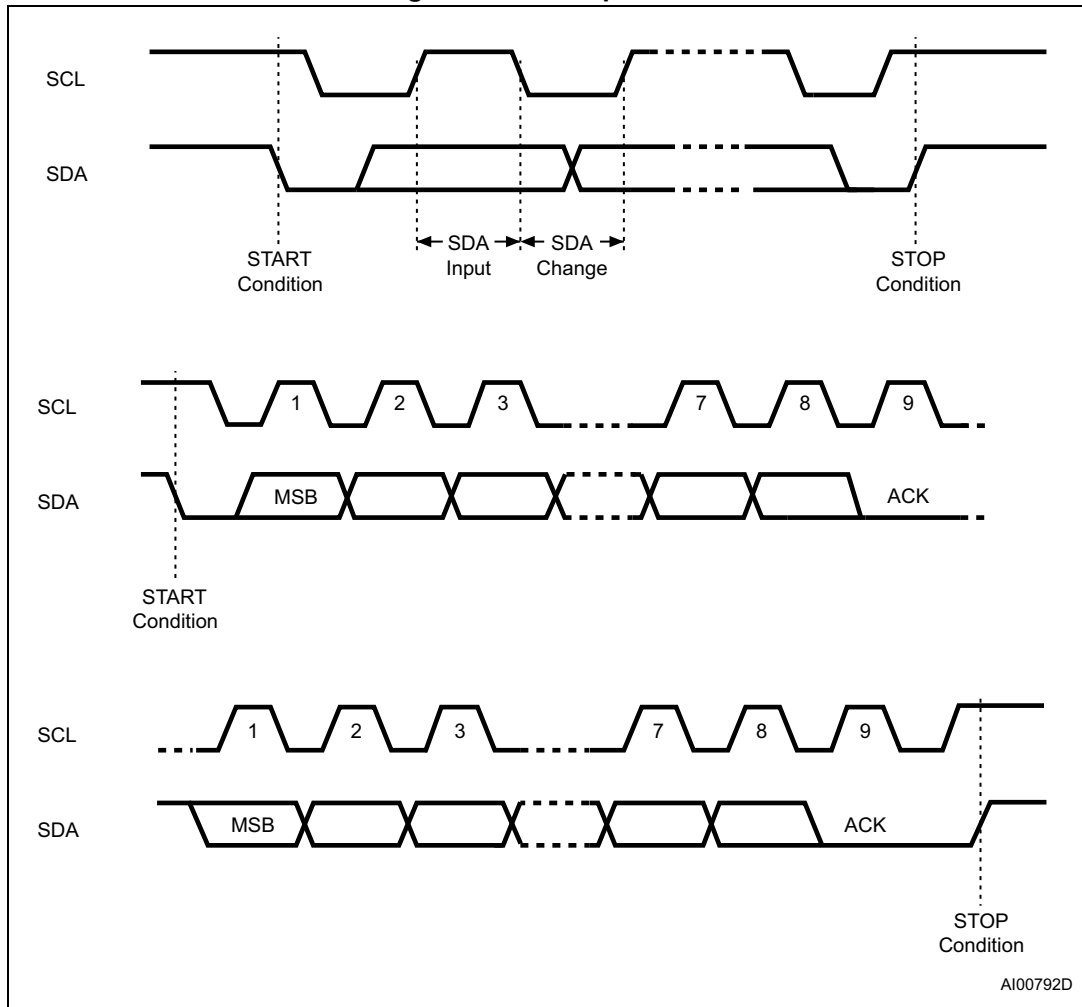 SCL
SDA
SDA
Input
SDA
Change
START
Condition
STOP
Condition
SCL
1 2 3 7 8 9
SDA
MSB ACK
START
Condition
SCL
1 2 3 7 8 9
SDA
MSB ACK
STOP
Condition
AI00792D